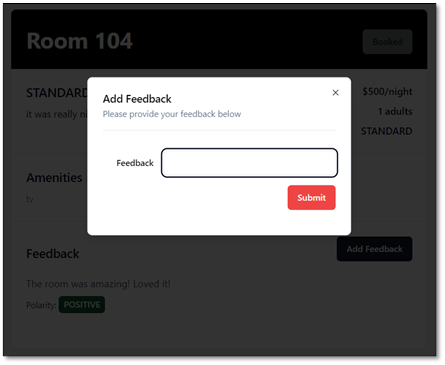 Room 104
Booked
STANDARD
$500/night
it was really ni
1 adults
STANDARD
Add Feedback
Please provide your feedback below
Feedback
Submit
Amenities
tv
Feedback
Add Feedback
The room was amazing! Loved it!
Polarity: POSITIVE